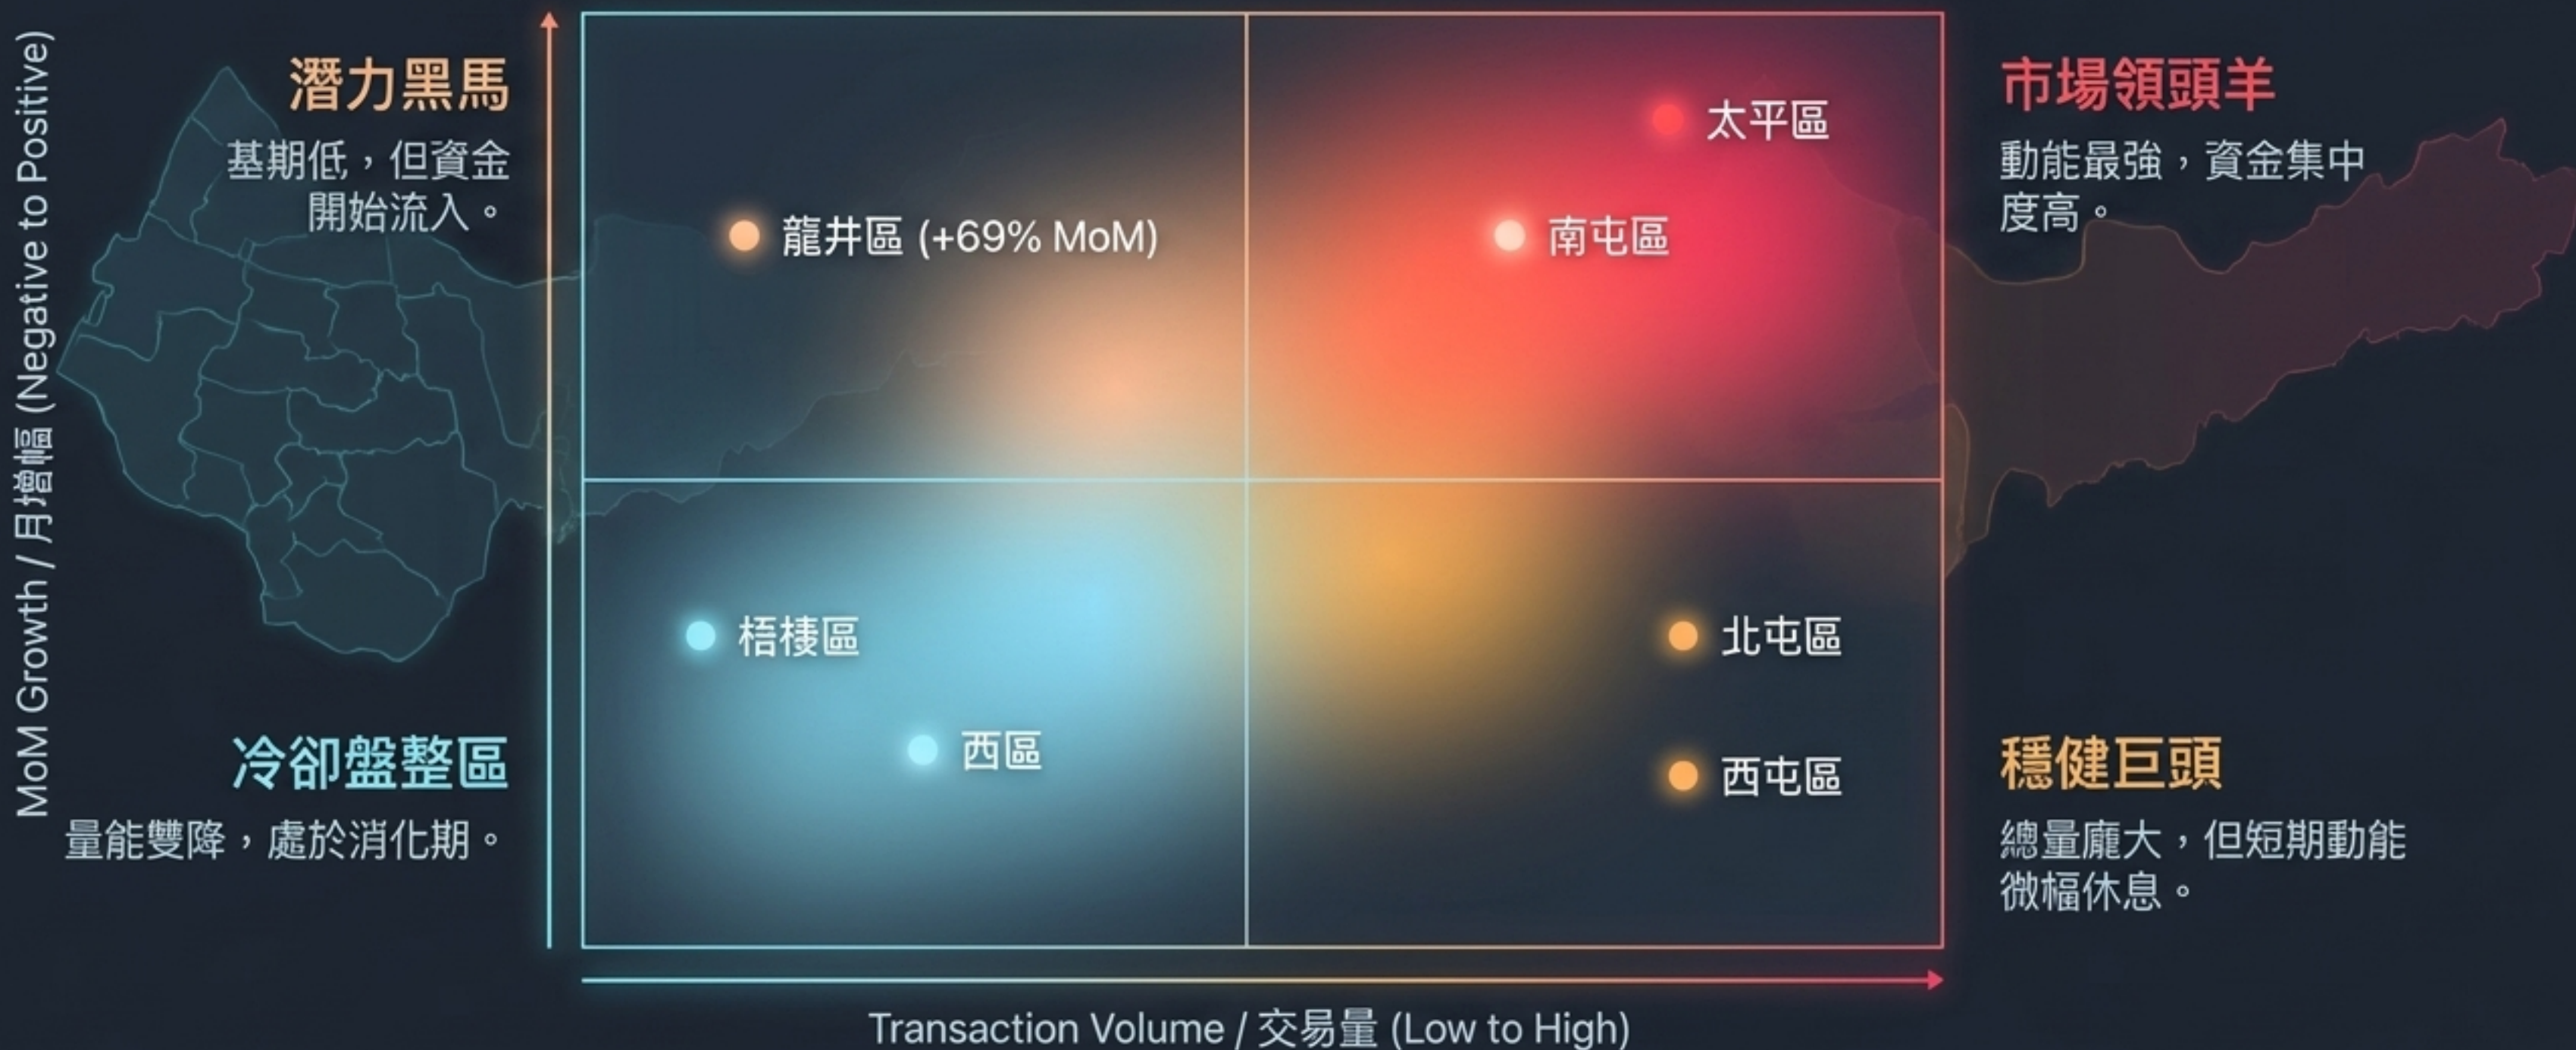 MoM Growth / 月增幅 (Negative to Positive)
潛力黑馬
基期低，但資金
開始流入。
市場領頭羊
動能最強，資金集中
度高。
太平區
龍井區 (+69% MoM)
南屯區
梧棲區
北屯區
西區
西屯區
冷卻盤整區
量能雙降，處於消化期。
穩健巨頭
總量龐大，但短期動能
微幅休息。
Transaction Volume / 交易量 (Low to High)